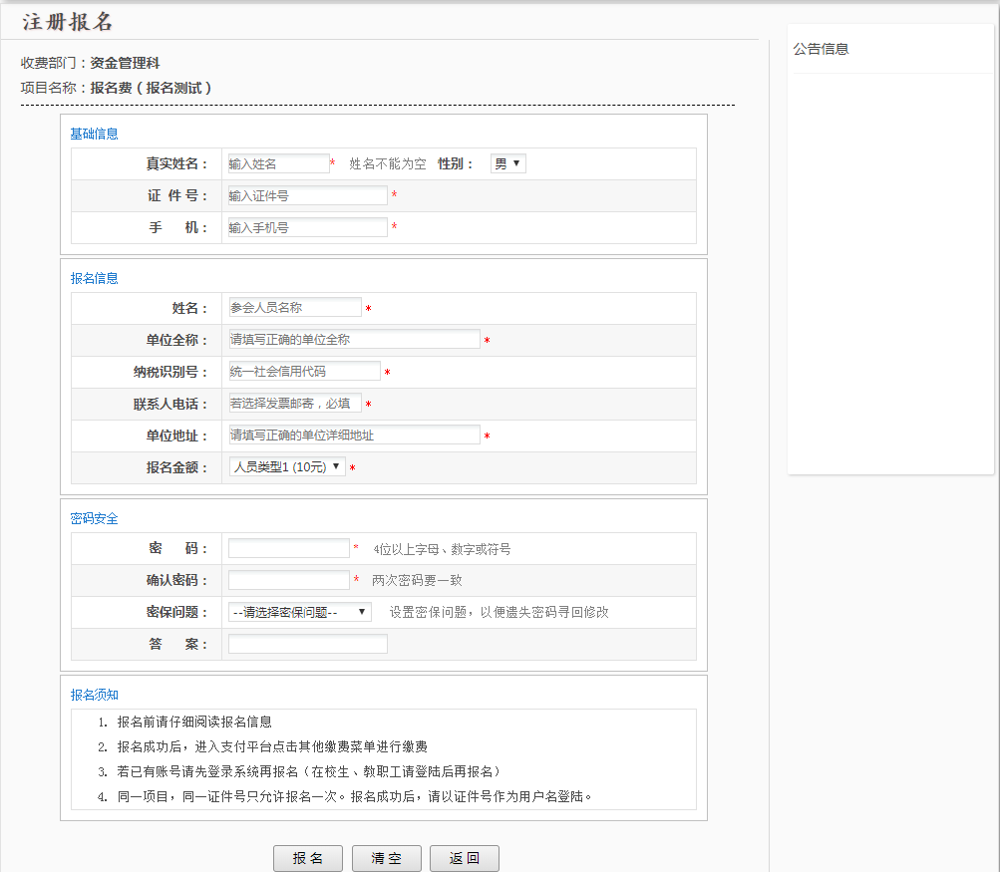 注册报名
公告信息
收费部门：资金管理科
项目名称：报名费（报名测试）
基础信息
真实姓名： 输入姓名* 姓名不能为空 性别： 男
证 件 号： 输入证件号 *
手 机： 输入手机号 *
报名信息
姓名： 参会人员名称 *
单位全称： 请填写正确的单位全称 *
纳税识别号： 统一社会信用代码 *
联系人电话： 若选择发票邮寄，必填 *
单位地址： 请填写正确的单位详细地址 *
报名金额： 人员类型1 (10元) *
密码安全
密 码： * 4位以上字母、数字或符号
确认密码： * 两次密码要一致
密保问题： --请选择密保问题-- 设置密保问题，以便遗失密码寻回修改
答 案：
报名须知
1. 报名前请仔细阅读报名信息
2. 报名成功后，进入支付平台点击其他缴费菜单进行缴费
3. 若已有账号请先登录系统再报名（在校生、教职工请登陆后再报名）
4. 同一项目，同一证件号只允许报名一次。报名成功后，请以证件号作为用户名登陆。
报 名 清 空 返 回